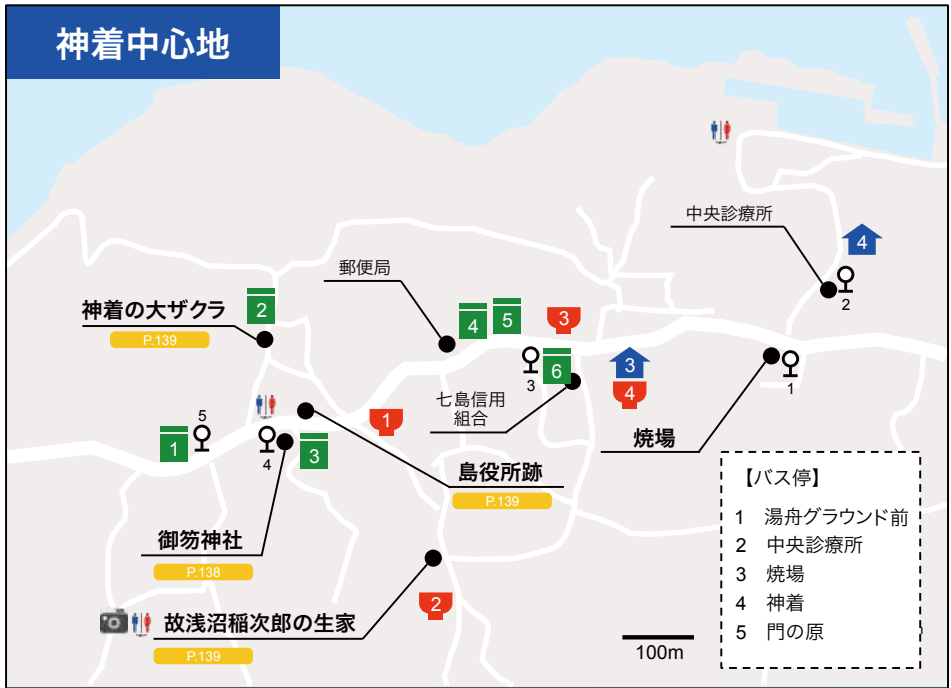 神着中心地
中央診療所
4
2
郵便局
神着の大ザクラ
P.139
2
4
5
3
3
6
七島信用
組合
3
4
1
焼場
5
1
4
3
1
島役所跡
P.139
御笏神社
P.138
2
故浅沼稲次郎の生家
P.139
100m
【バス停】
1 湯舟グラウンド前
2 中央診療所
3 焼場
4 神着
5 門の原